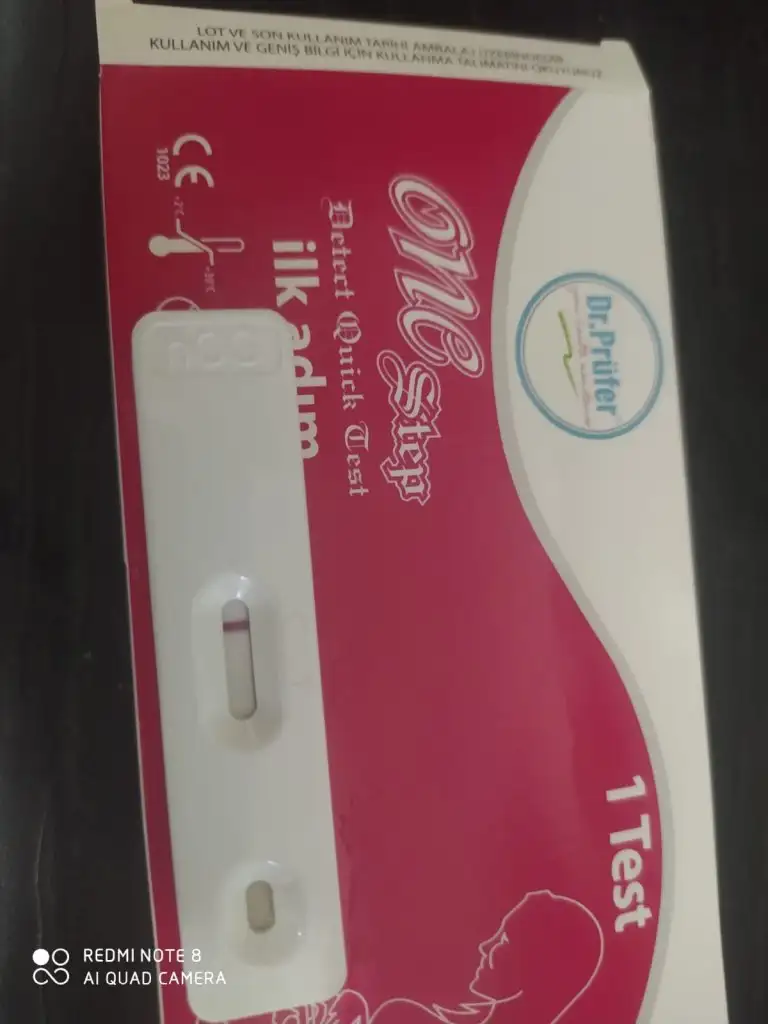 LOT VE SON KULLANIM TARİHİ AMBALAJ ÜZERİNDEDİR
KULLANIM VE GENİŞ BİLGİ İÇİN KULLANMA TALİMATINI OKUYUNUZ
CE
1023
Dr.Prüfer
One Step
Detect Quick Test
ilk adım
1 Test
REDMI NOTE 8
AI QUAD CAMERA